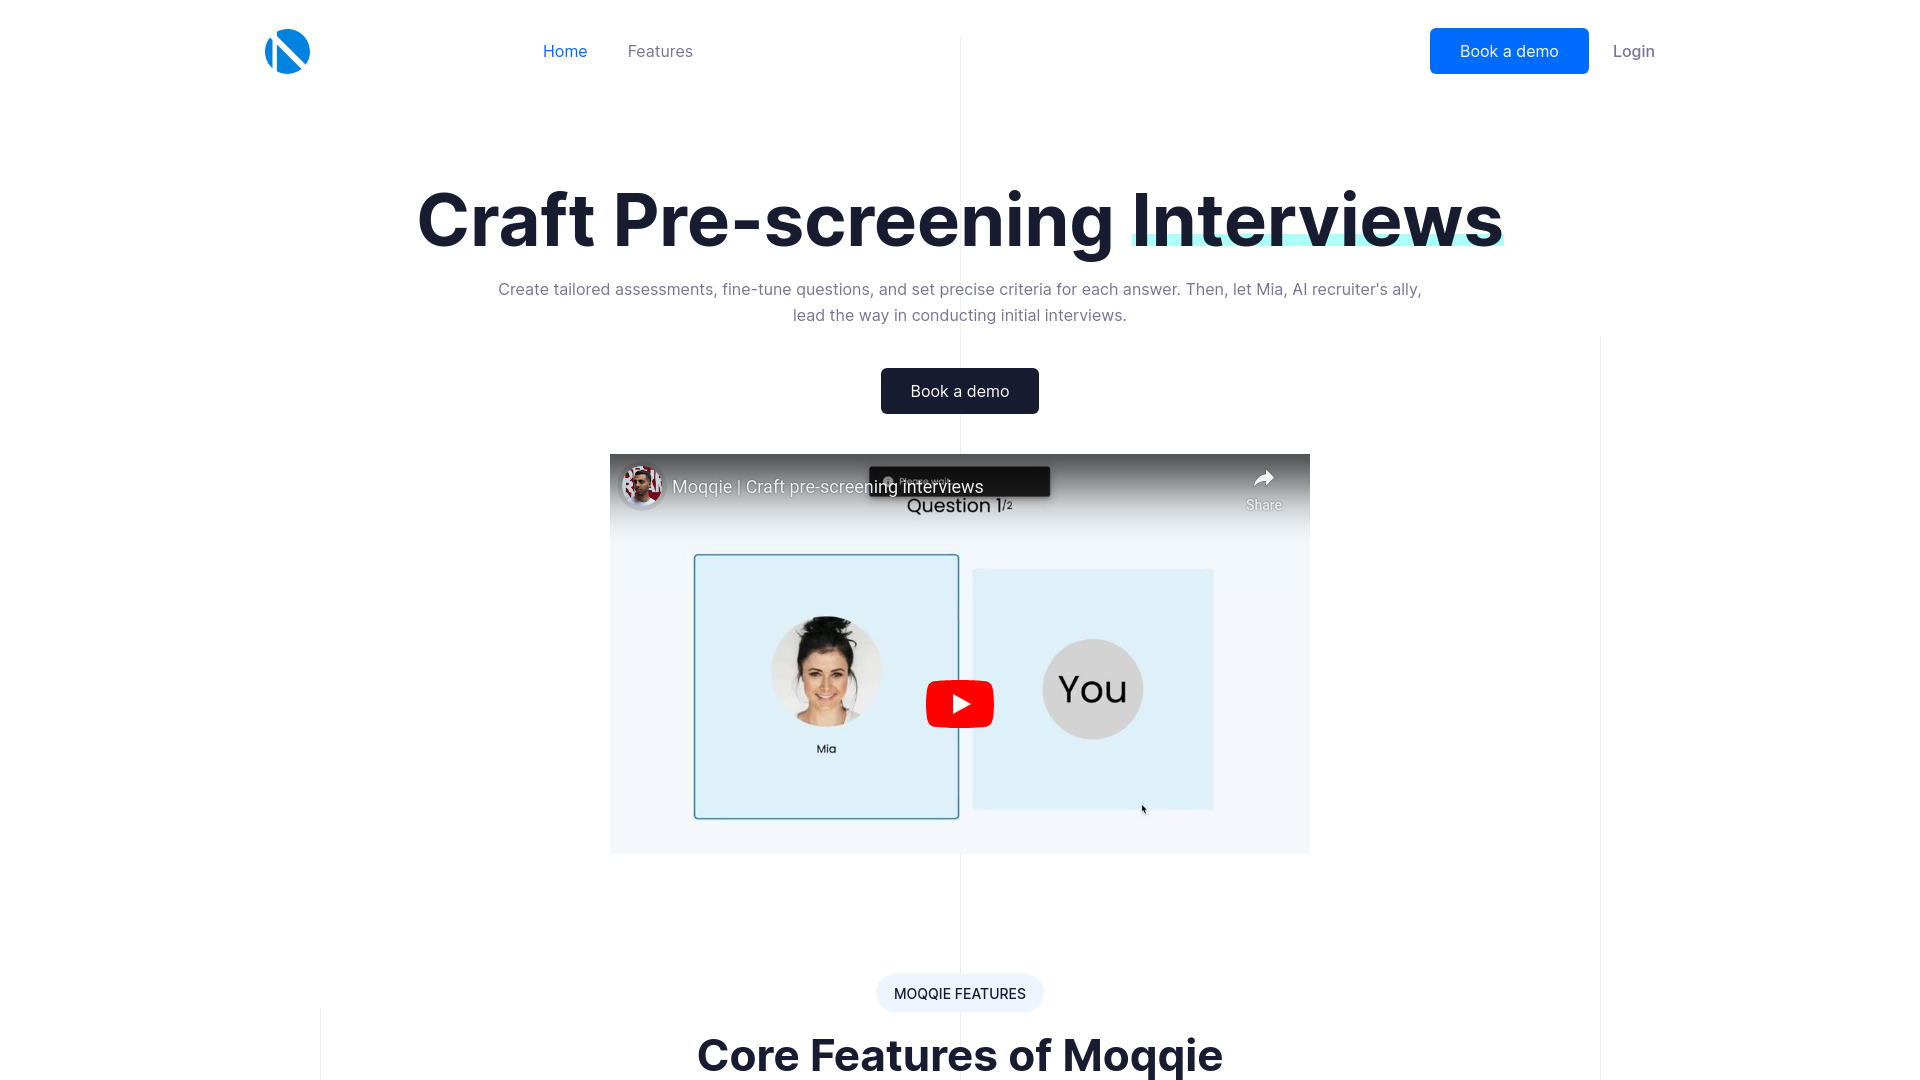 Home
Features
Book a demo
Login
Craft Pre-screening Interviews
Create tailored assessments, fine-tune questions, and set precise criteria for each answer. Then, let Mia, AI recruiter's ally,
lead the way in conducting initial interviews.
Book a demo
Moqqie | Craft pre-screening interviews
Share
Question 1/2
Mia
You
MOQQIE FEATURES
Core Features of Moqqie